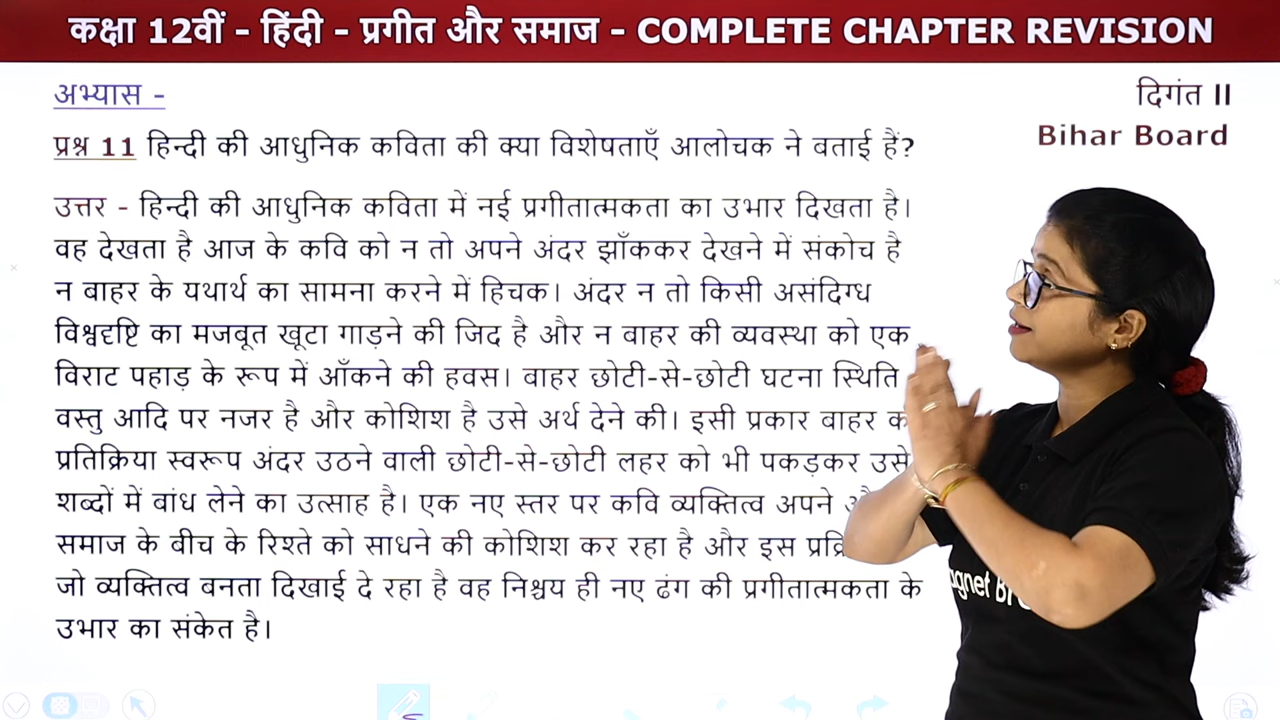 कक्षा 12वीं - हिंदी - प्रगीत और समाज - COMPLETE CHAPTER REVISION
अभ्यास -
दिगंत II
Bihar Board
प्रश्न 11 हिन्दी की आधुनिक कविता की क्या विशेषताएँ आलोचक ने बताई हैं?
उत्तर - हिन्दी की आधुनिक कविता में नई प्रगीतात्मकता का उभार दिखता है।
वह देखता है आज के कवि को न तो अपने अंदर झाँककर देखने में संकोच है
न बाहर के यथार्थ का सामना करने में हिचक। अंदर न तो किसी असंदिग्ध
विश्वदृष्टि का मजबूत खूटा गाड़ने की जिद है और न बाहर की व्यवस्था को एक
विराट पहाड़ के रूप में आँकने की हवस। बाहर छोटी-से-छोटी घटना स्थिति
वस्तु आदि पर नजर है और कोशिश है उसे अर्थ देने की। इसी प्रकार बाहर
प्रतिक्रिया स्वरूप अंदर उठने वाली छोटी-से-छोटी लहर को भी पकड़कर उसे
शब्दों में बांध लेने का उत्साह है। एक नए स्तर पर कवि व्यक्तित्व अपने
समाज के बीच के रिश्ते को साधने की कोशिश कर रहा है और इस
जो व्यक्तित्व बनता दिखाई दे रहा है वह निश्चय ही नए ढंग की प्रगीतात्मकता के
उभार का संकेत है।